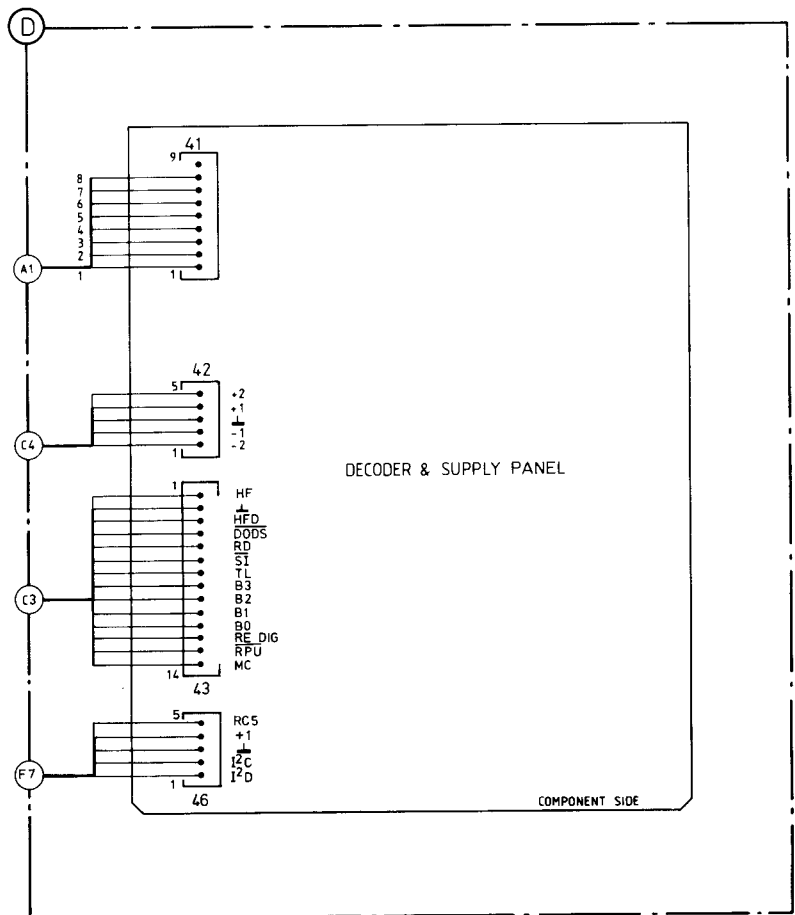 D
41
9
8
7
6
5
4
3
2
1
1
A1
42
5
+2
+1
⊥
-1
-2
1
C4
DECODER & SUPPLY PANEL
1
HF
⊥
HFD
DODS
RD
SI
TL
B3
B2
B1
B0
RE DIG
RPU
MC
14
43
C3
5
RC5
+1
⊥
I²C
I²D
1
46
F7
COMPONENT SIDE